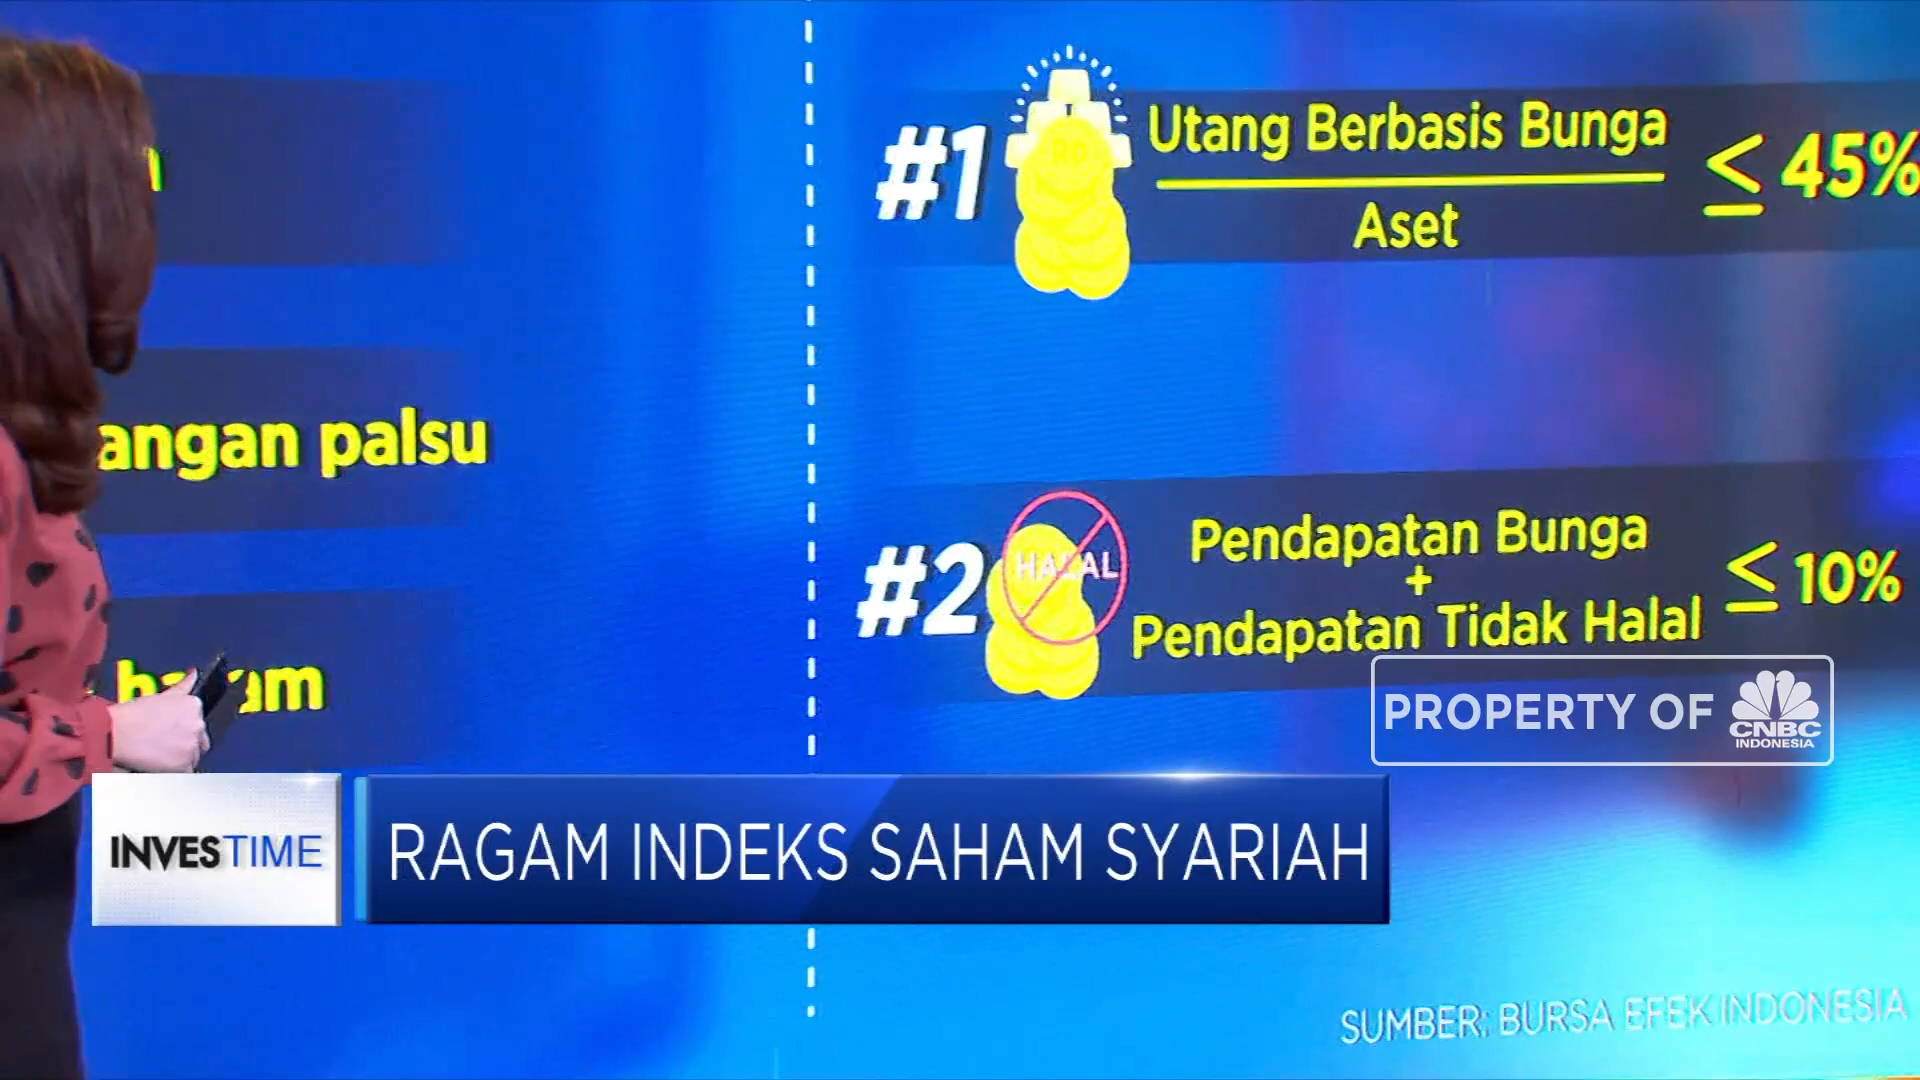 angan palsu
#1
Utang Berbasis Bunga
Aset
≤ 45%
#2
HALAL
Pendapatan Bunga
+
Pendapatan Tidak Halal
≤ 10%
PROPERTY OF
CNBC
INDONESIA
INVESTIME
RAGAM INDEKS SAHAM SYARIAH
SUMBER: BURSA EFEK INDONESIA